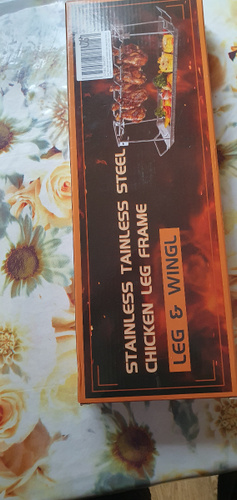 STAINLESS TAINLESS STEEL
CHICKEN LEG FRAME
LEG & WINGL